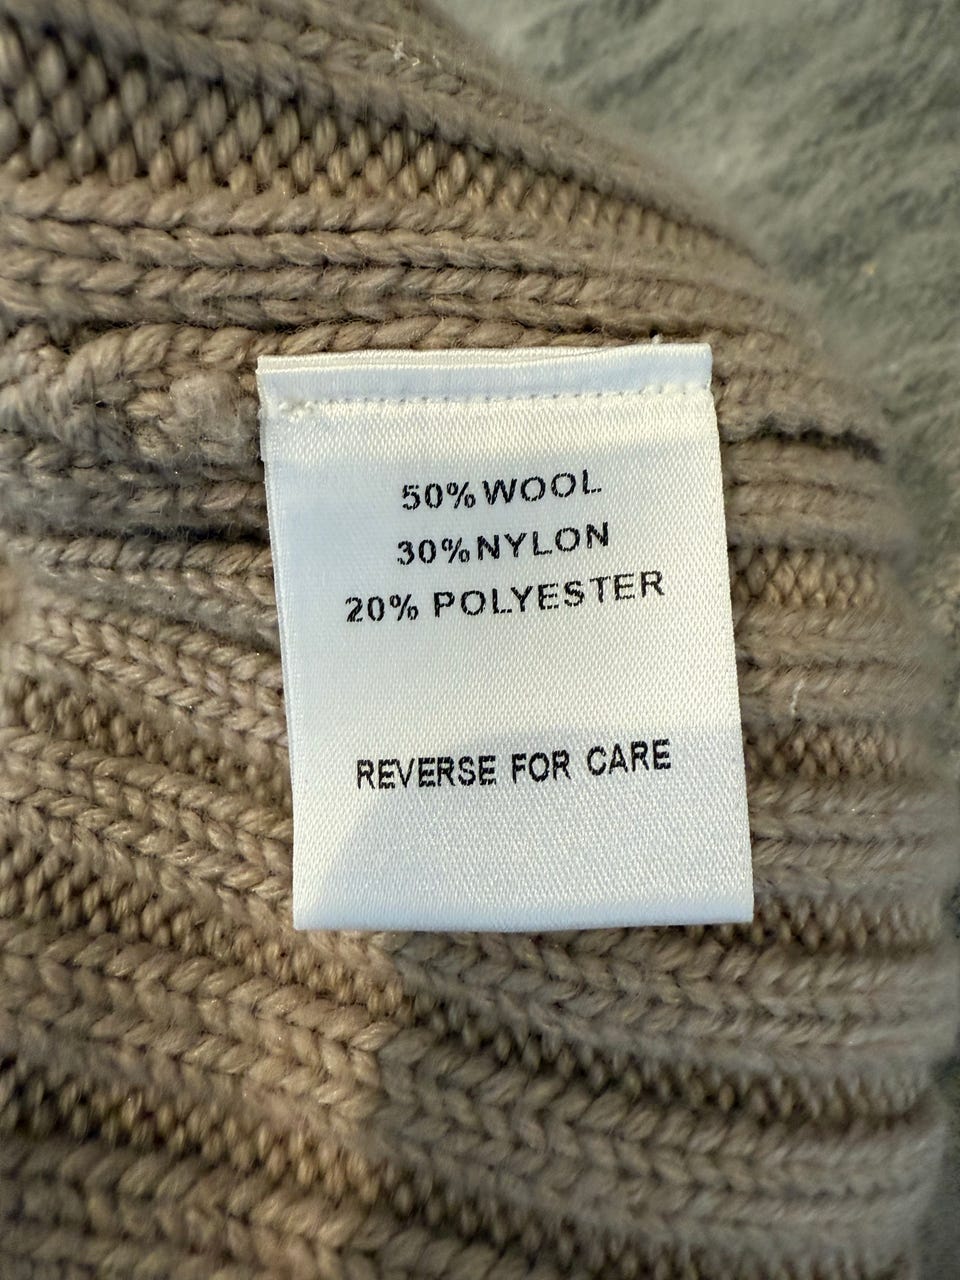 50%WOOL
30%NYLON
20% POLYESTER
REVERSE FOR CARE